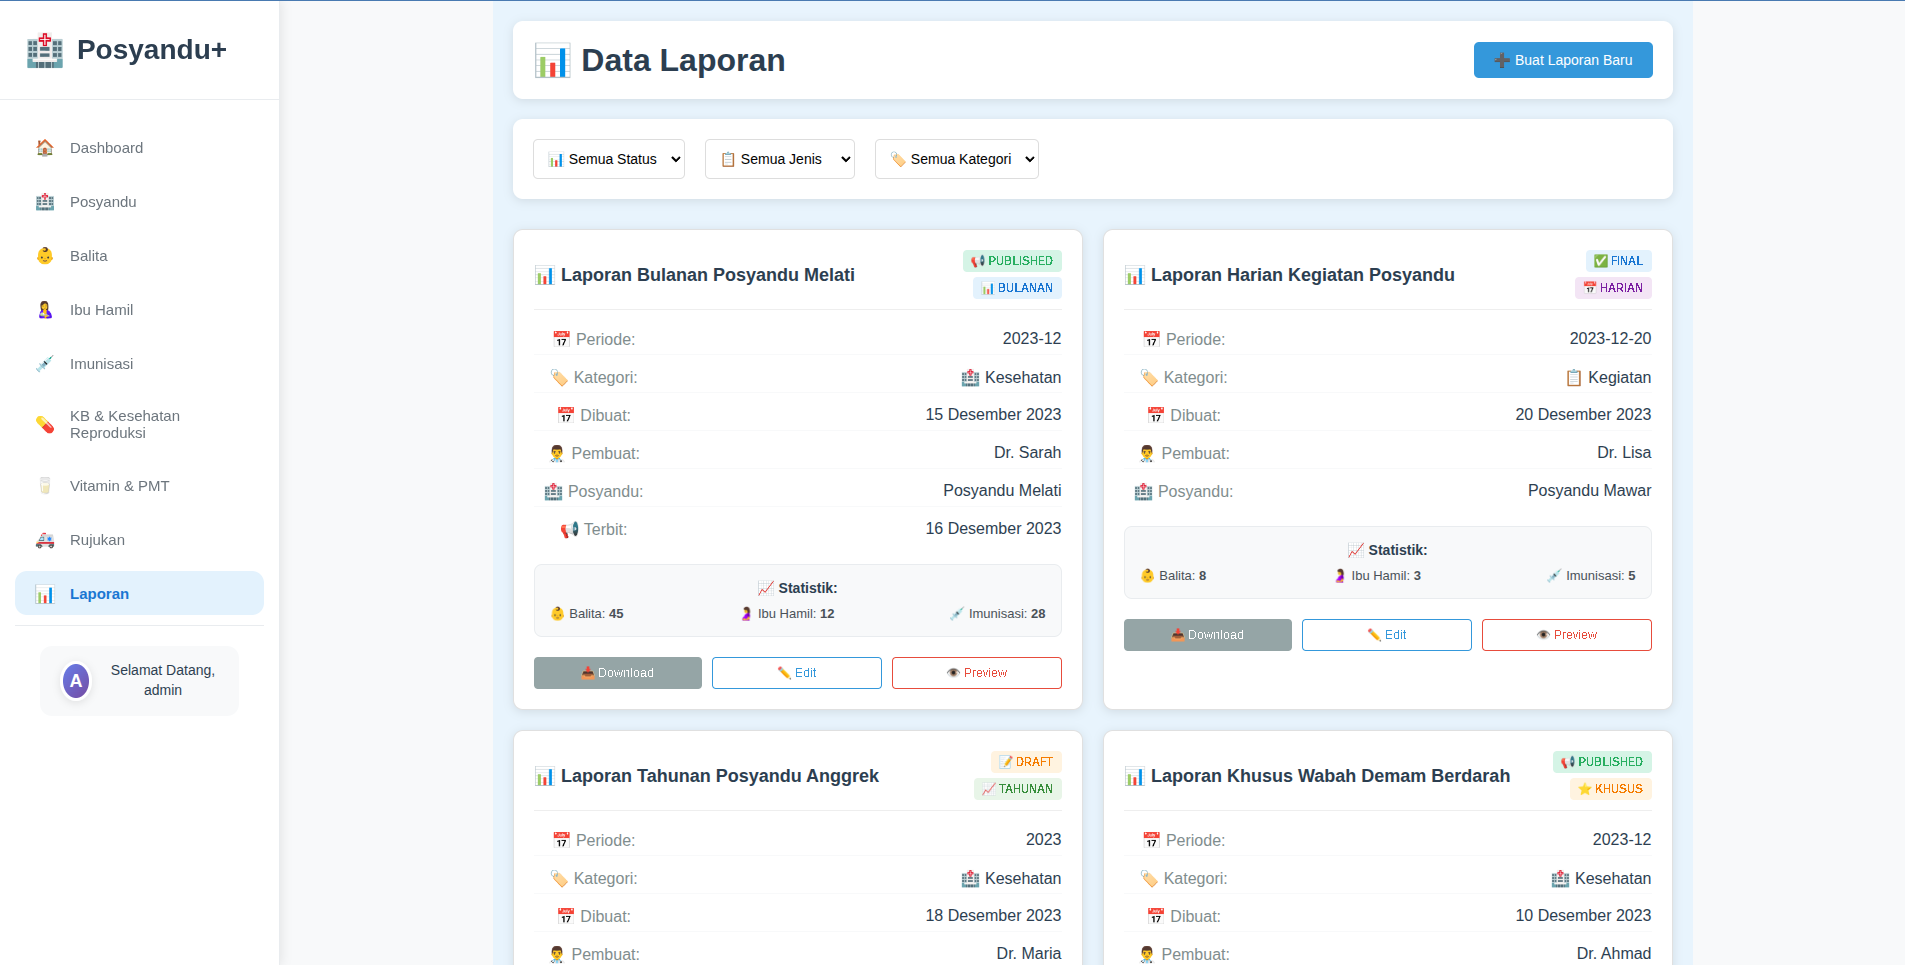 Posyandu+
Dashboard
Posyandu
Balita
Ibu Hamil
Imunisasi
KB & Kesehatan
Reproduksi
Vitamin & PMT
Rujukan
Laporan
A
Selamat Datang,
admin
Data Laporan
Buat Laporan Baru
Semua Status
Semua Jenis
Semua Kategori
Laporan Bulanan Posyandu Melati
PUBLISHED
BULANAN
Periode: 2023-12
Kategori: Kesehatan
Dibuat: 15 Desember 2023
Pembuat: Dr. Sarah
Posyandu: Posyandu Melati
Terbit: 16 Desember 2023
Statistik:
Balita: 45 Ibu Hamil: 12 Imunisasi: 28
Download Edit Preview
Laporan Harian Kegiatan Posyandu
FINAL
HARIAN
Periode: 2023-12-20
Kategori: Kegiatan
Dibuat: 20 Desember 2023
Pembuat: Dr. Lisa
Posyandu: Posyandu Mawar
Statistik:
Balita: 8 Ibu Hamil: 3 Imunisasi: 5
Download Edit Preview
Laporan Tahunan Posyandu Anggrek
DRAFT
TAHUNAN
Periode: 2023
Kategori: Kesehatan
Dibuat: 18 Desember 2023
Pembuat: Dr. Maria
Laporan Khusus Wabah Demam Berdarah
PUBLISHED
KHUSUS
Periode: 2023-12
Kategori: Kesehatan
Dibuat: 10 Desember 2023
Pembuat: Dr. Ahmad